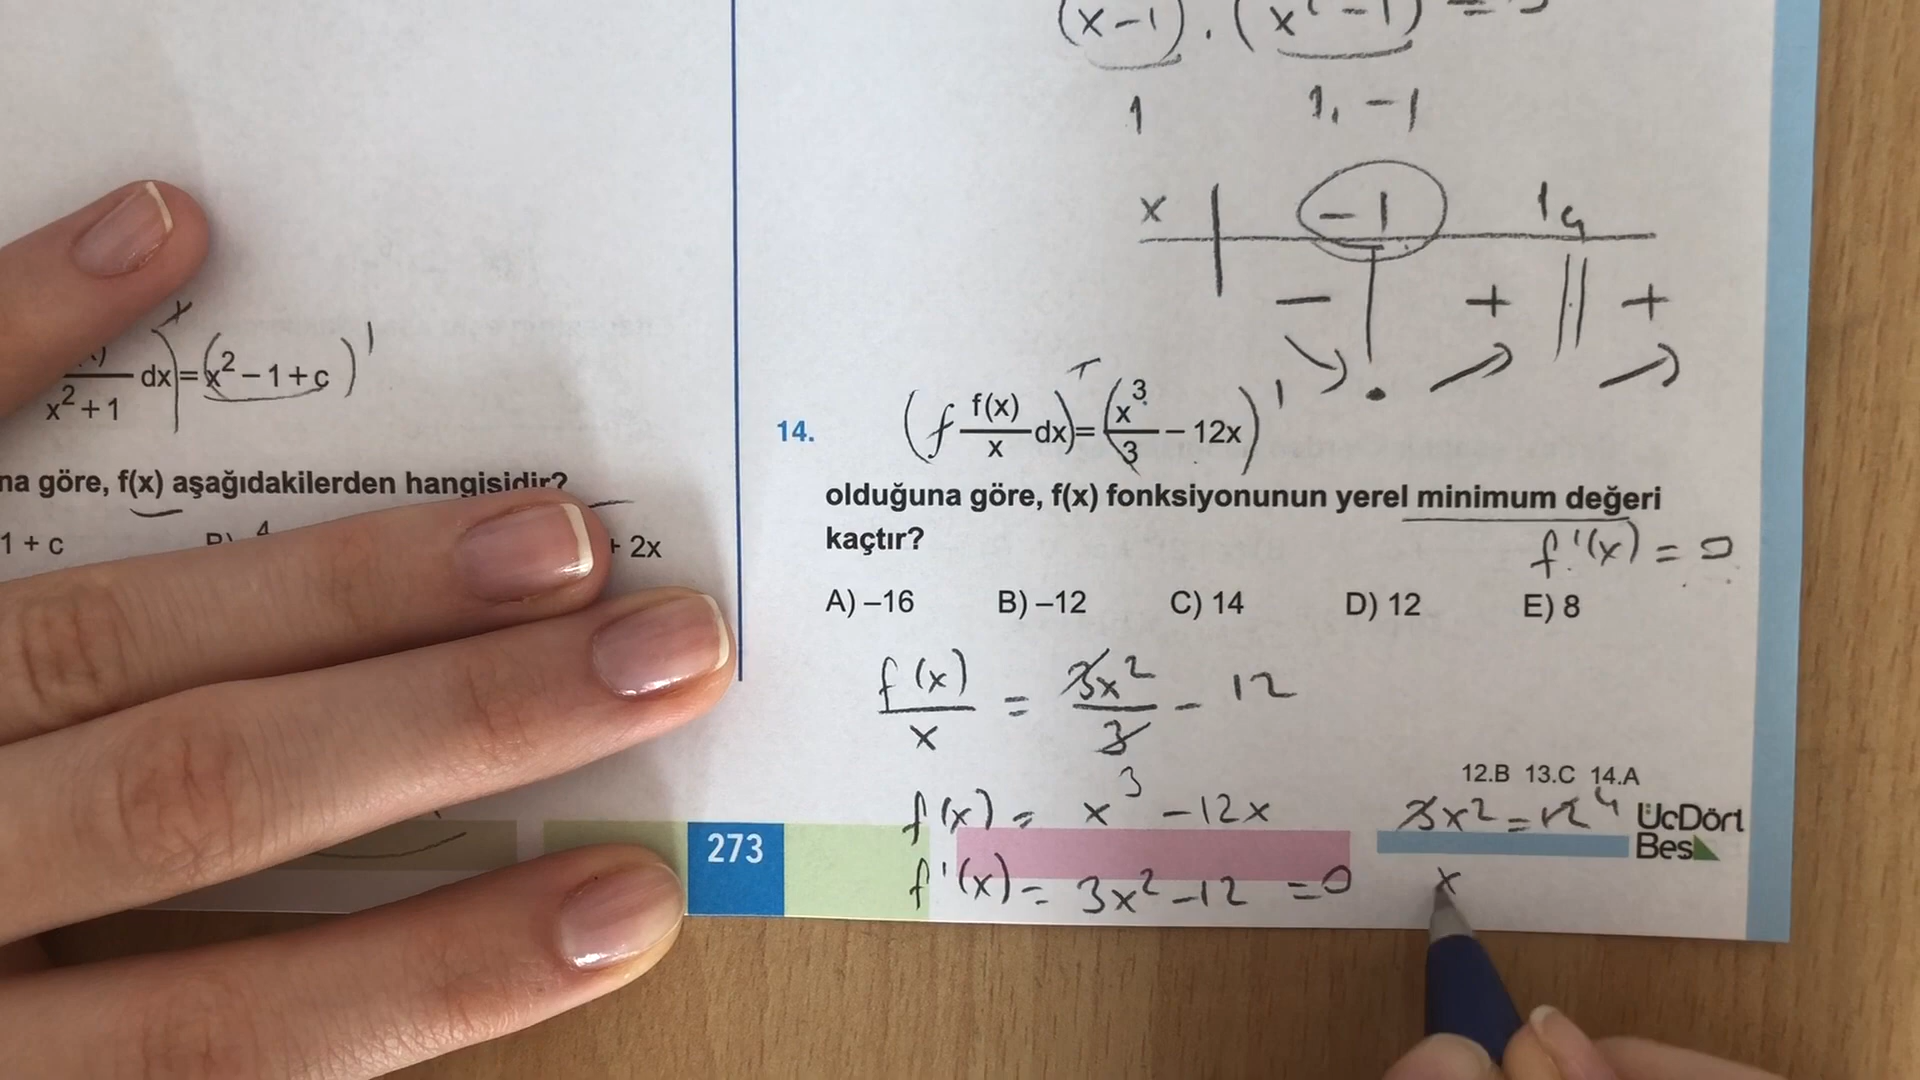 x² + 1 dx = (x² – 1 + c)'
na göre, f(x) aşağıdakilerden hangisidir?
1 + c
+ 2x
273
(x-1) . (
1
1, -1
x -1 1
- + +
14. (∫ f(x)/x dx)' = (x³/3 – 12x)'
olduğuna göre, f(x) fonksiyonunun yerel minimum değeri
kaçtır?
f'(x) = 0
A) –16 B) –12 C) 14 D) 12 E) 8
f(x)/x = 3x²/3 - 12
f(x) = x³ - 12x
f'(x) = 3x² - 12 = 0
12.B 13.C 14.A
3x² = 12 4
x
ÜçDört
Beş